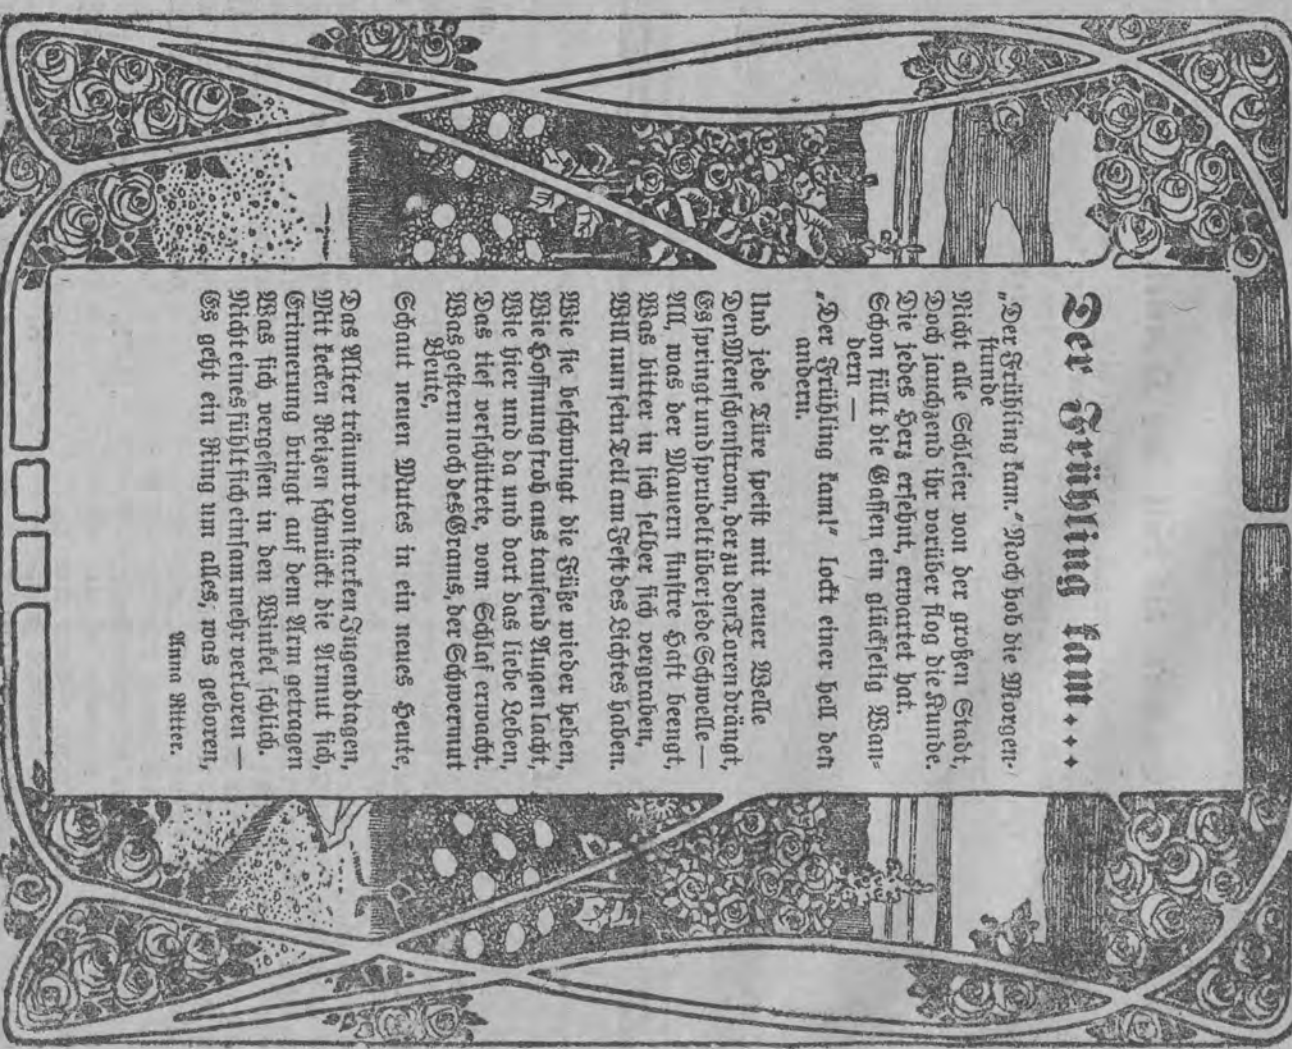 Der Frühling kam...
„Der Frühling kam.“ Noch hob die Morgen-
stunde
Nicht alle Schleier von der großen Stadt,
Doch jauchzend ihr vorüber flog die Kunde.
Die jedes Herz ersehnt, erwartet hat.
Schon füllt die Gassen ein glückselig Wan-
dern —
„Der Frühling kam!“ lockt einer hell den
andern.
Und jede Türe speist mit neuer Welle
Den Menschenstrom, der zu den Toren drängt,
Es springt und sprudelt über jede Schwelle —
All, was der Mauern finstre Haft beengt,
Was bitter in sich selber sich vergraben,
Will nun sein Teil am Fest des Lichtes haben.
Wie sie beschwingt die Füße wieder heben,
Wie Hoffnung froh aus tausend Augen lacht,
Wie hier und da und dort das liebe Leben,
Das tief verschüttete, vom Schlaf erwacht.
Was gestern noch des Grams, der Schwermut
Beute,
Schaut neuen Mutes in ein neues Heute,
Das Alter träumt von starken Jugendtagen,
Mit kecken Reizen schmückt die Armut sich,
Erinnerung bringt auf dem Arm getragen
Was sich vergessen in den Winkel schlich.
Nicht eines fühlt sich einsam mehr verloren —
Es geht ein Ring um alles, was geboren,
Anna Ritter.